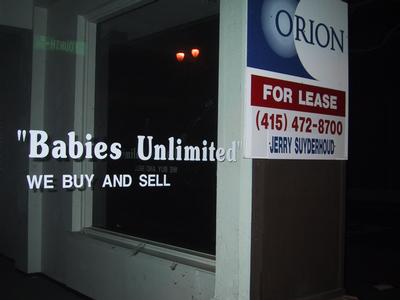 "Babies Unlimited"
WE BUY AND SELL
ORION
FOR LEASE
(415) 472-8700
JERRY SUYDERHOUD